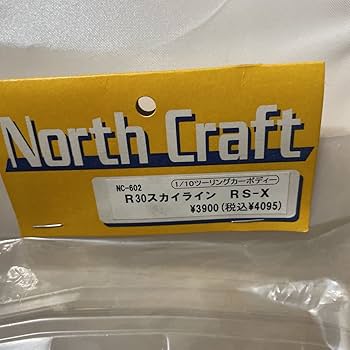 North Craft
NC-602
1/10ツーリングカーボディー
R30スカイライン RS-X
¥3900(税込¥4095)